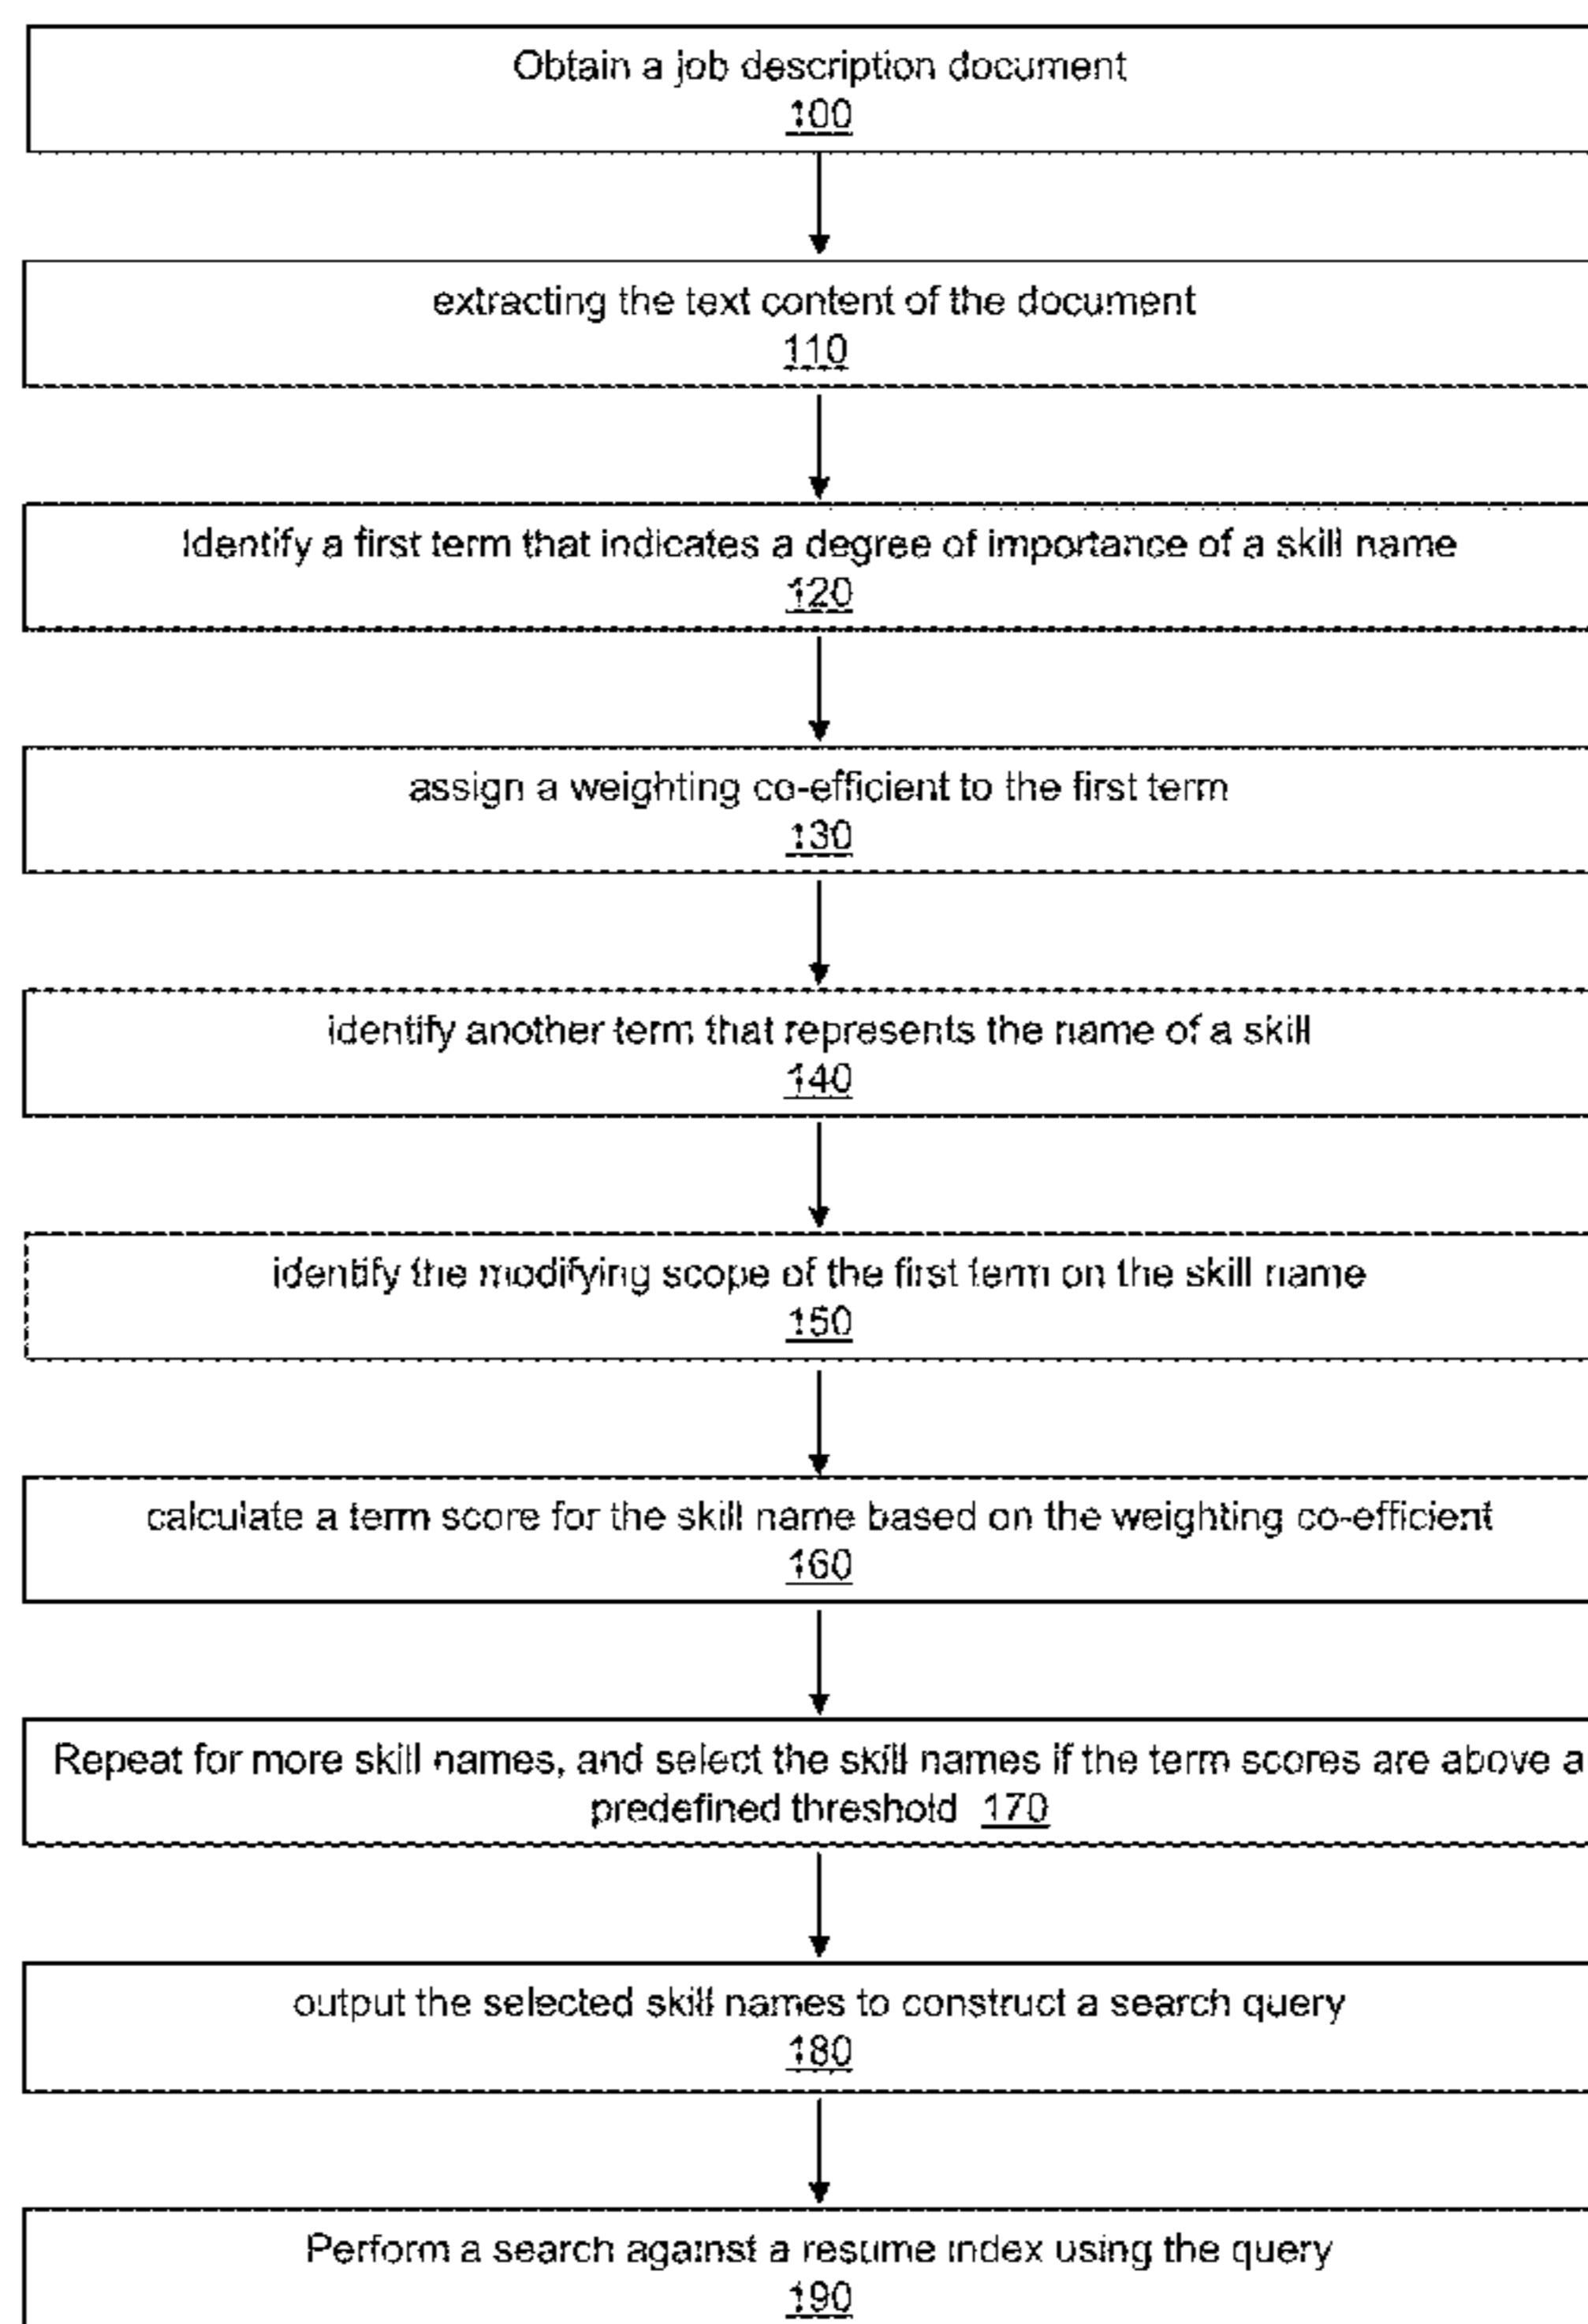 Obtain a job description document
100
extracting the text content of the document
110
Identify a first term that indicates a degree of importance of a skill name
120
assign a weighting co-efficient to the first term
130
identify another term that represents the name of a skill
140
identify the modifying scope of the first term on the skill name
150
calculate a term score for the skill name based on the weighting co-efficient
160
Repeat for more skill names, and select the skill names if the term scores are above a
predefined threshold 170
output the selected skill names to construct a search query
180
Perform a search against a resume index using the query
190